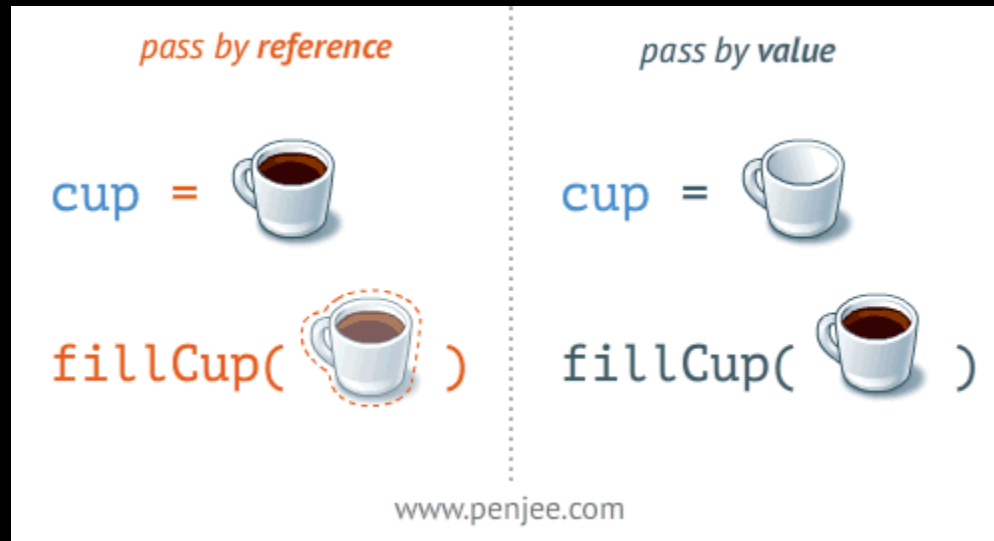 pass by reference
cup =
fillCup( )
pass by value
cup =
fillCup( )
www.penjee.com